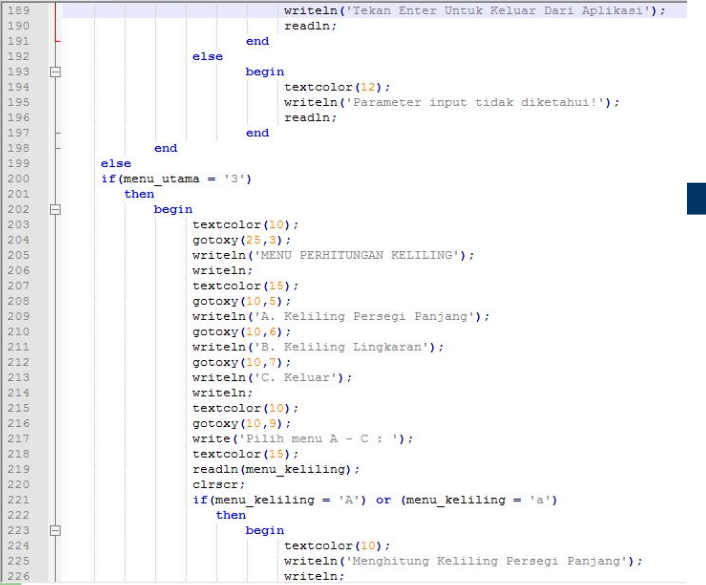 189 writeln('Tekan Enter Untuk Keluar Dari Aplikasi');
190 readln;
191 end
192 else
193 begin
194 textcolor(12);
195 writeln('Parameter input tidak diketahui!');
196 readln;
197 end
198 end
199 else
200 if(menu_utama = '3')
201 then
202 begin
203 textcolor(10);
204 gotoxy(25,3);
205 writeln('MENU PERHITUNGAN KELILING');
206 writeln;
207 textcolor(15);
208 gotoxy(10,5);
209 writeln('A. Keliling Persegi Panjang');
210 gotoxy(10,6);
211 writeln('B. Keliling Lingkaran');
212 gotoxy(10,7);
213 writeln('C. Keluar');
214 writeln;
215 textcolor(10);
216 gotoxy(10,9);
217 write('Pilih menu A - C : ');
218 textcolor(15);
219 readln(menu_keliling);
220 clrscr;
221 if(menu_keliling = 'A') or (menu_keliling = 'a')
222 then
223 begin
224 textcolor(10);
225 writeln('Menghitung Keliling Persegi Panjang');
226 writeln;